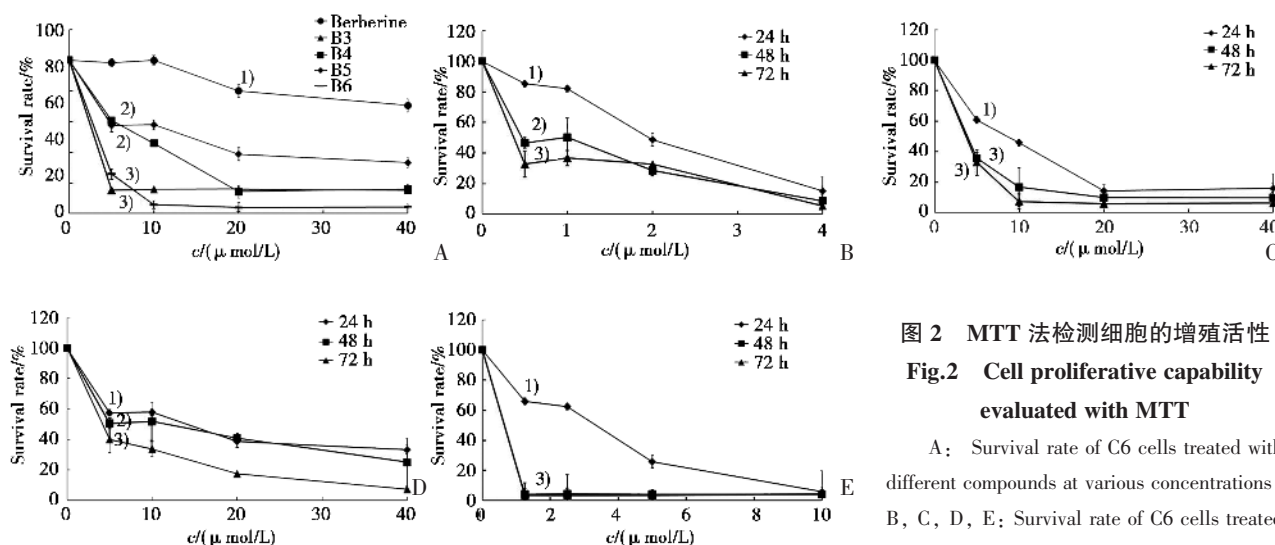 100
80
60
40
20
0
Survival rate/%
Berberine
B3
B4
B5
B6
1)
2)
2)
3)
3)
0 10 20 30 40
c/(μ mol/L)
A
120
100
80
60
40
20
0
Survival rate/%
24 h
48 h
72 h
1)
2)
3)
0 1 2 3 4
c/(μ mol/L)
B
120
100
80
60
40
20
0
Survival rate/%
24 h
48 h
72 h
1)
3)
3)
0 10 20 30 40
c/(μ mol/L)
C
120
100
80
60
40
20
0
Survival rate/%
24 h
48 h
72 h
1)
2)
3)
0 10 20 30 40
c/(μ mol/L)
D
120
100
80
60
40
20
0
Survival rate/%
24 h
48 h
72 h
1)
3)
0 2 4 6 8 10
c/(μ mol/L)
E
图 2 MTT 法检测细胞的增殖活性
Fig.2 Cell proliferative capability
evaluated with MTT
A: Survival rate of C6 cells treated with
different compounds at various concentrations
B, C, D, E: Survival rate of C6 cells treated